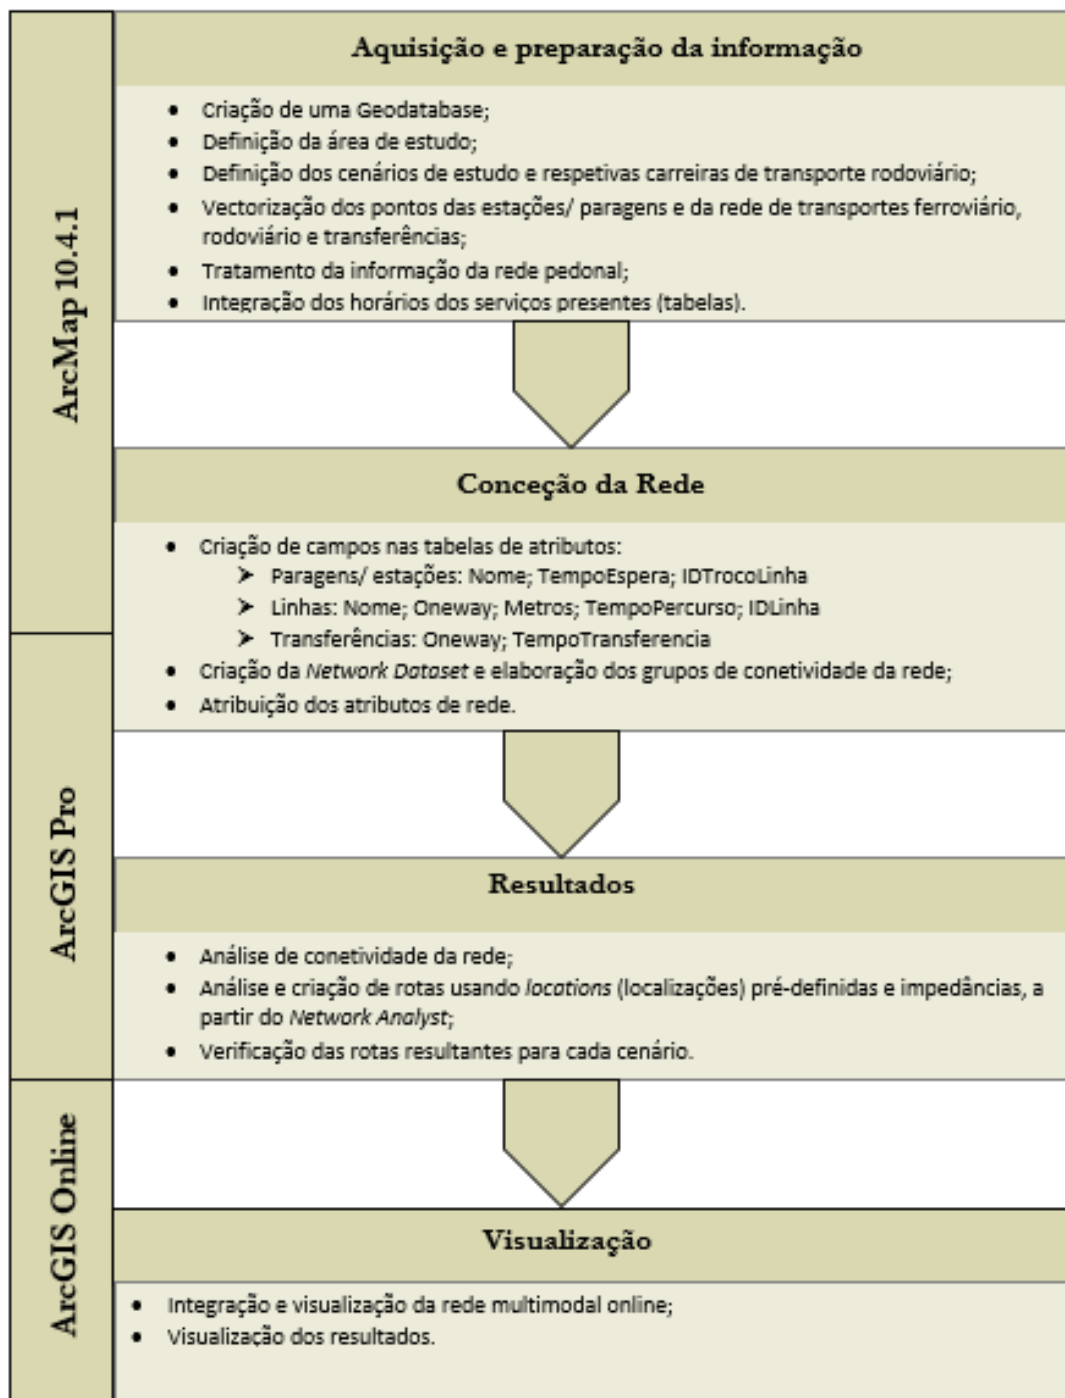 ArcMap 10.4.1
Aquisição e preparação da informação
• Criação de uma Geodatabase;
• Definição da área de estudo;
• Definição dos cenários de estudo e respetivas carreiras de transporte rodoviário;
• Vectorização dos pontos das estações/ paragens e da rede de transportes ferroviário,
rodoviário e transferências;
• Tratamento da informação da rede pedonal;
• Integração dos horários dos serviços presentes (tabelas).
Conceção da Rede
• Criação de campos nas tabelas de atributos:
➤ Paragens/ estações: Nome; TempoEspera; IDTrocoLinha
➤ Linhas: Nome; Oneway; Metros; TempoPercurso; IDLinha
➤ Transferências: Oneway; TempoTransferencia
• Criação da Network Dataset e elaboração dos grupos de conetividade da rede;
• Atribuição dos atributos de rede.
ArcGIS Pro
Resultados
• Análise de conetividade da rede;
• Análise e criação de rotas usando locations (localizações) pré-definidas e impedâncias, a
partir do Network Analyst;
• Verificação das rotas resultantes para cada cenário.
ArcGIS Online
Visualização
• Integração e visualização da rede multimodal online;
• Visualização dos resultados.